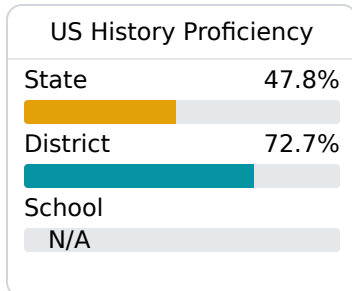 US History Proficiency
State 47.8%
District 72.7%
School
N/A